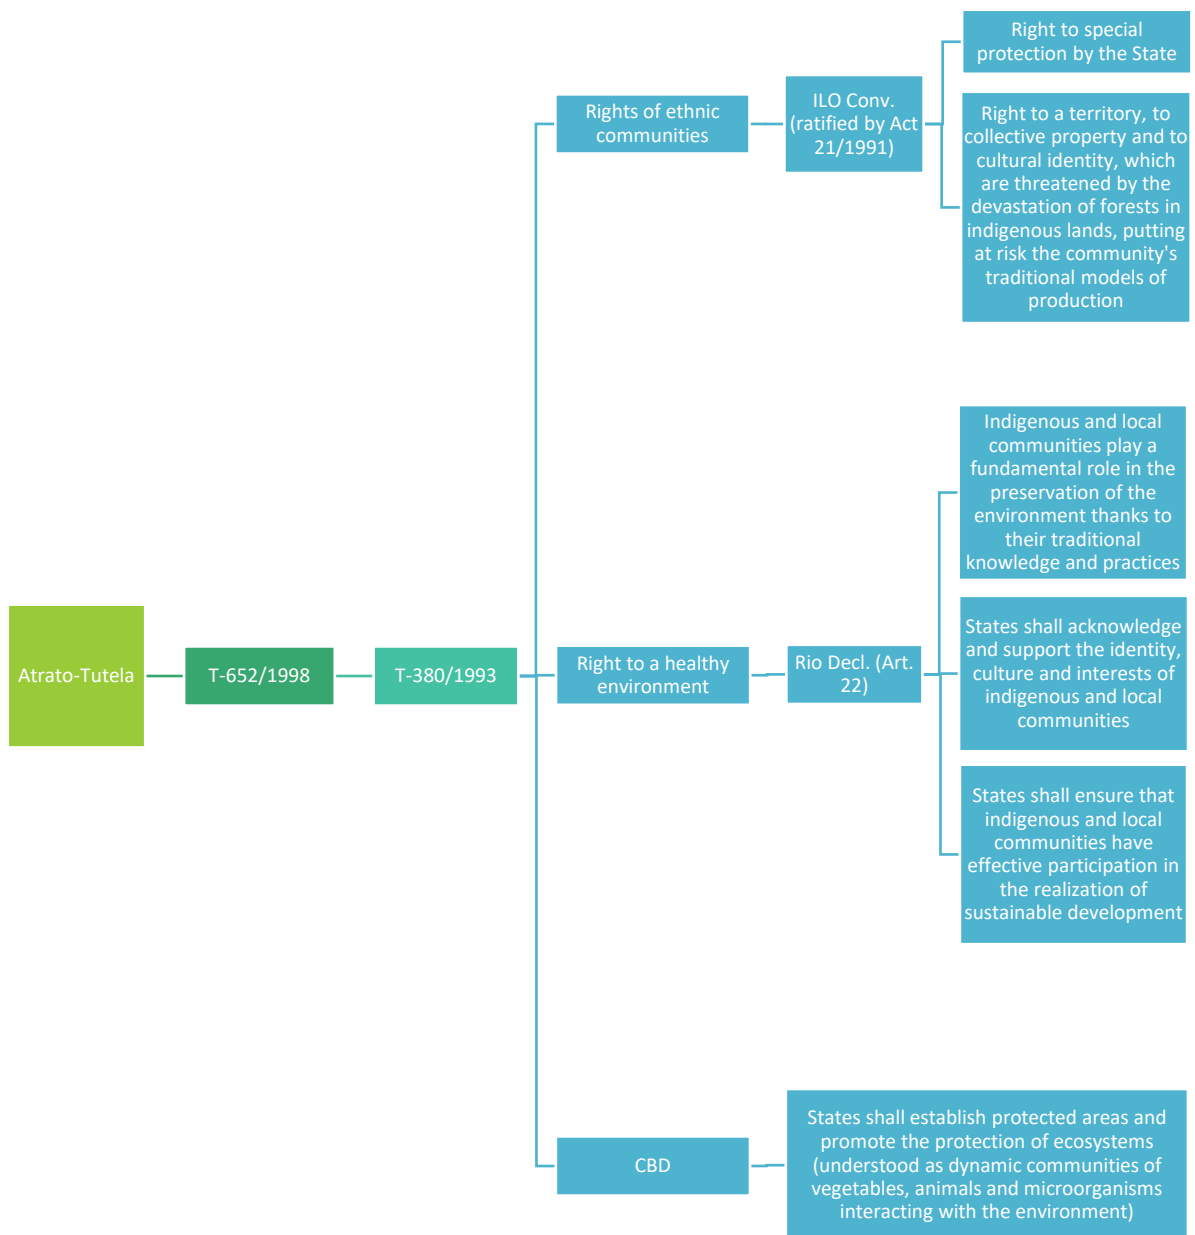 Atrato-Tutela
T-652/1998
T-380/1993
Rights of ethnic
communities
ILO Conv.
(ratified by Act
21/1991)
Right to special
protection by the State
Right to a territory, to
collective property and to
cultural identity, which
are threatened by the
devastation of forests in
indigenous lands, putting
at risk the community's
traditional models of
production
Right to a healthy
environment
Rio Decl. (Art.
22)
Indigenous and local
communities play a
fundamental role in the
preservation of the
environment thanks to
their traditional
knowledge and practices
States shall acknowledge
and support the identity,
culture and interests of
indigenous and local
communities
States shall ensure that
indigenous and local
communities have
effective participation in
the realization of
sustainable development
CBD
States shall establish protected areas and
promote the protection of ecosystems
(understood as dynamic communities of
vegetables, animals and microorganisms
interacting with the environment)